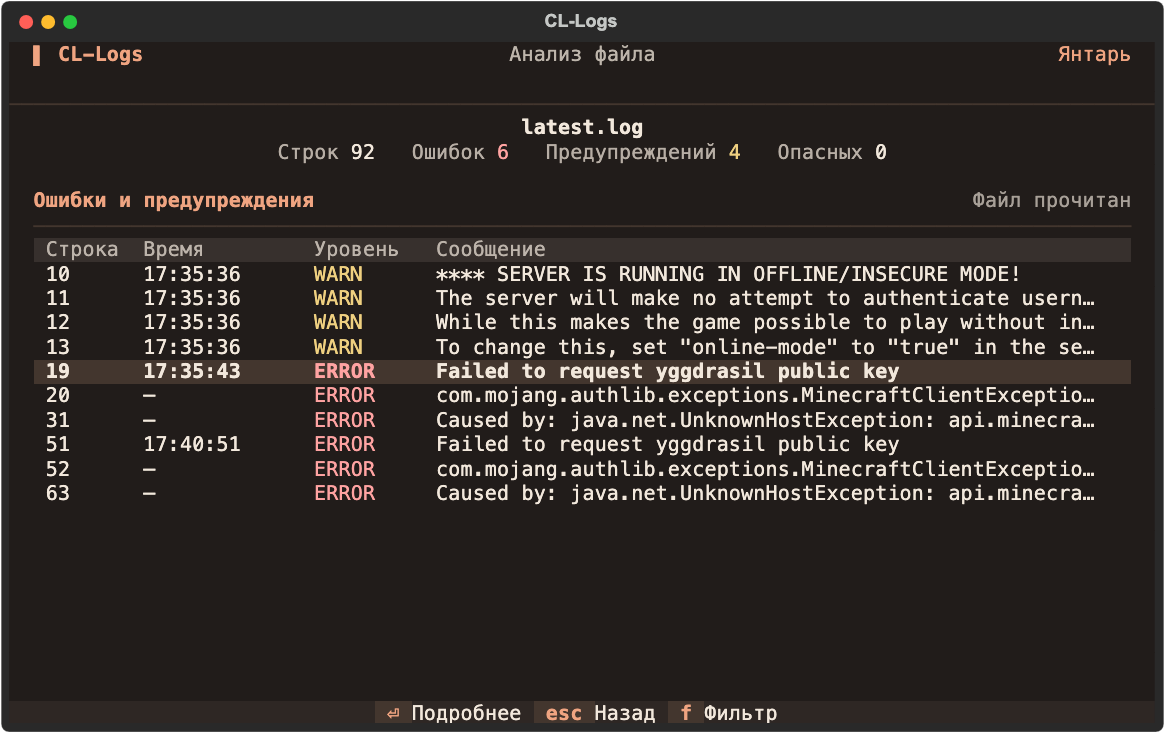 CL-Logs
CL-Logs Анализ файла Янтарь
latest.log
Строк 92 Ошибок 6 Предупреждений 4 Опасных 0
Ошибки и предупреждения Файл прочитан
Строка Время Уровень Сообщение
10 17:35:36 WARN **** SERVER IS RUNNING IN OFFLINE/INSECURE MODE!
11 17:35:36 WARN The server will make no attempt to authenticate usern…
12 17:35:36 WARN While this makes the game possible to play without in…
13 17:35:36 WARN To change this, set "online-mode" to "true" in the se…
19 17:35:43 ERROR Failed to request yggdrasil public key
20 — ERROR com.mojang.authlib.exceptions.MinecraftClientExceptio…
31 — ERROR Caused by: java.net.UnknownHostException: api.minecra…
51 17:40:51 ERROR Failed to request yggdrasil public key
52 — ERROR com.mojang.authlib.exceptions.MinecraftClientExceptio…
63 — ERROR Caused by: java.net.UnknownHostException: api.minecra…
⏎ Подробнее esc Назад f Фильтр